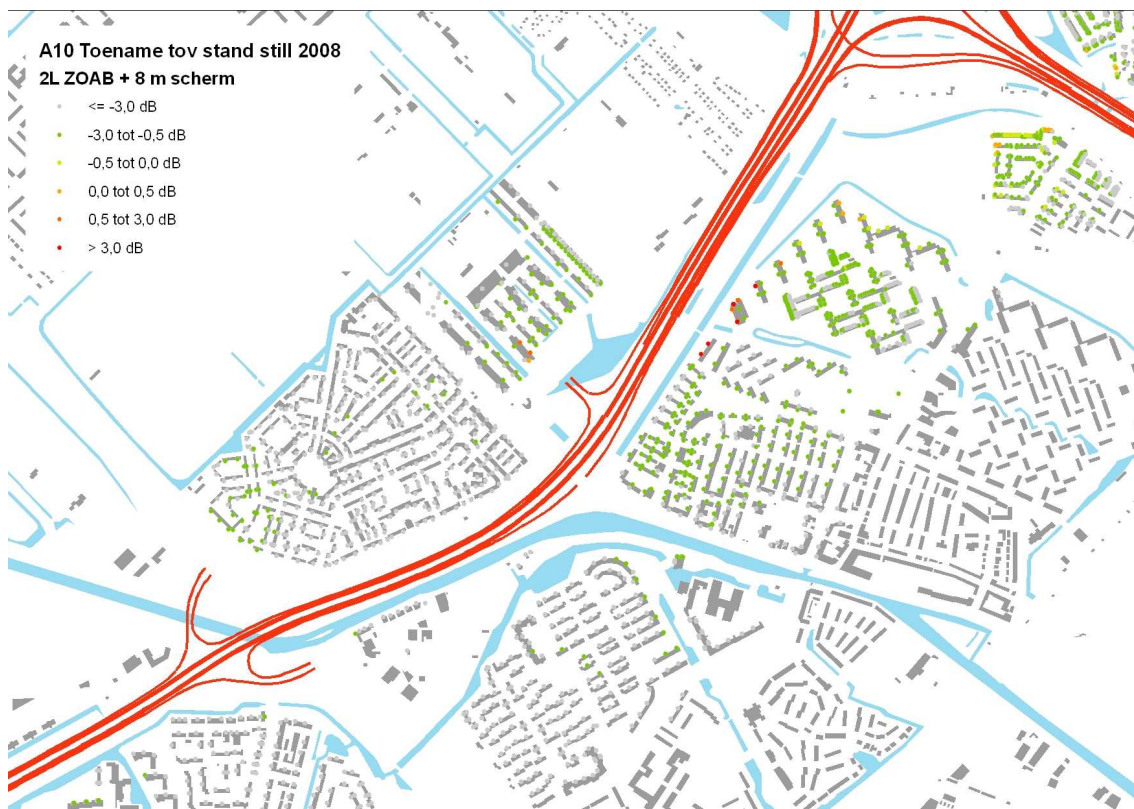 A10 Toename tov stand still 2008
2L ZOAB + 8 m scherm
<= -3,0 dB
-3,0 tot -0,5 dB
-0,5 tot 0,0 dB
0,0 tot 0,5 dB
0,5 tot 3,0 dB
> 3,0 dB